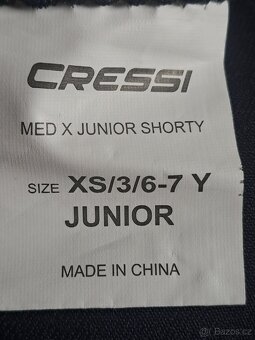 CRESSI
MED X JUNIOR SHORTY
SIZE XS/3/6-7 Y
JUNIOR
MADE IN CHINA
Bazos.cz